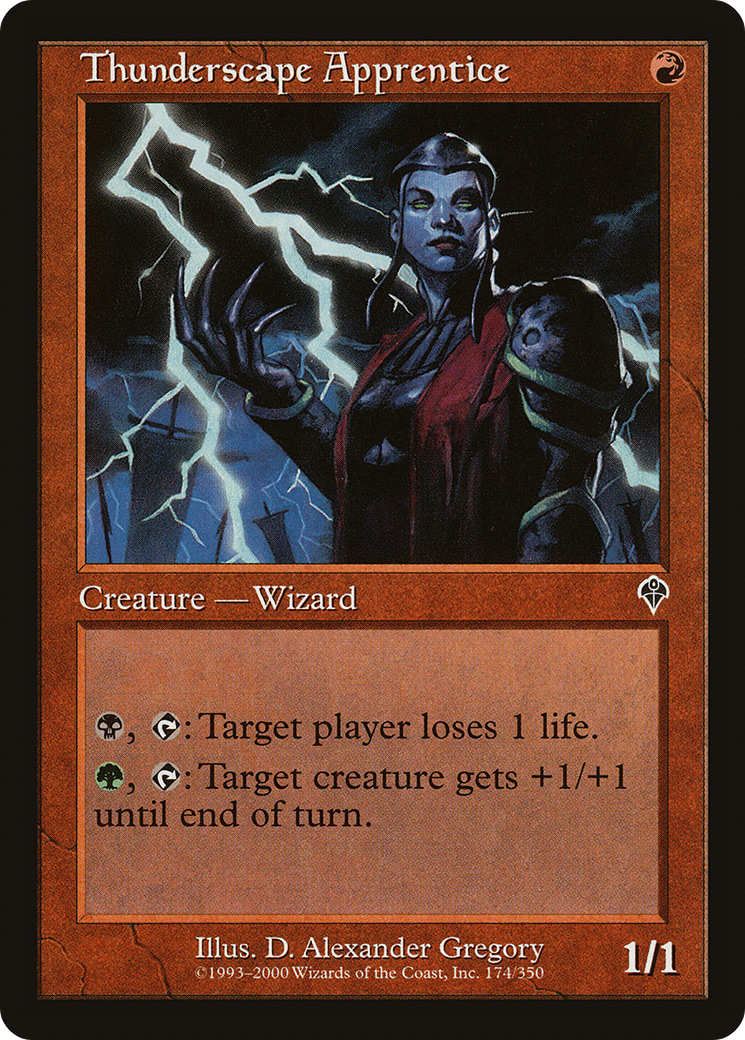 Thunderscape Apprentice
Creature — Wizard
, : Target player loses 1 life.
, : Target creature gets +1/+1
until end of turn.
Illus. D. Alexander Gregory
©1993–2000 Wizards of the Coast, Inc. 174/350
1/1